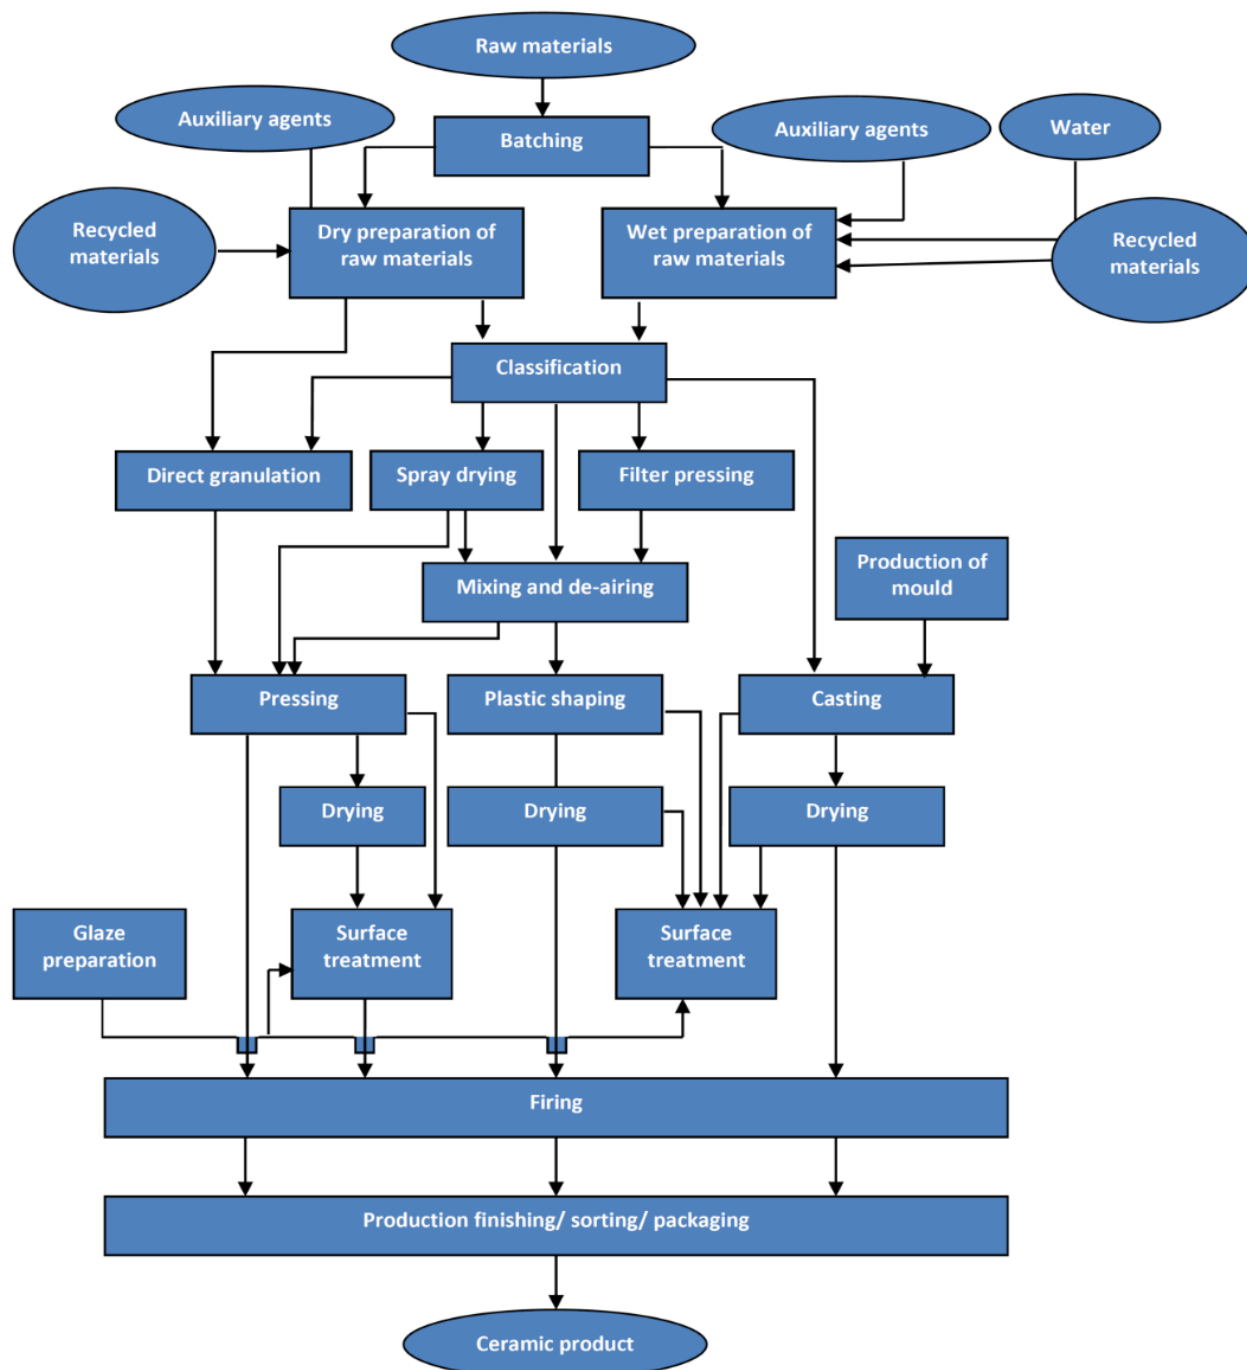 Raw materials
Auxiliary agents
Batching
Auxiliary agents
Water
Recycled
materials
Dry preparation of
raw materials
Wet preparation of
raw materials
Recycled
materials
Classification
Direct granulation
Spray drying
Filter pressing
Production of
mould
Mixing and de-airing
Pressing
Plastic shaping
Casting
Drying
Drying
Drying
Glaze
preparation
Surface
treatment
Surface
treatment
Firing
Production finishing/ sorting/ packaging
Ceramic product